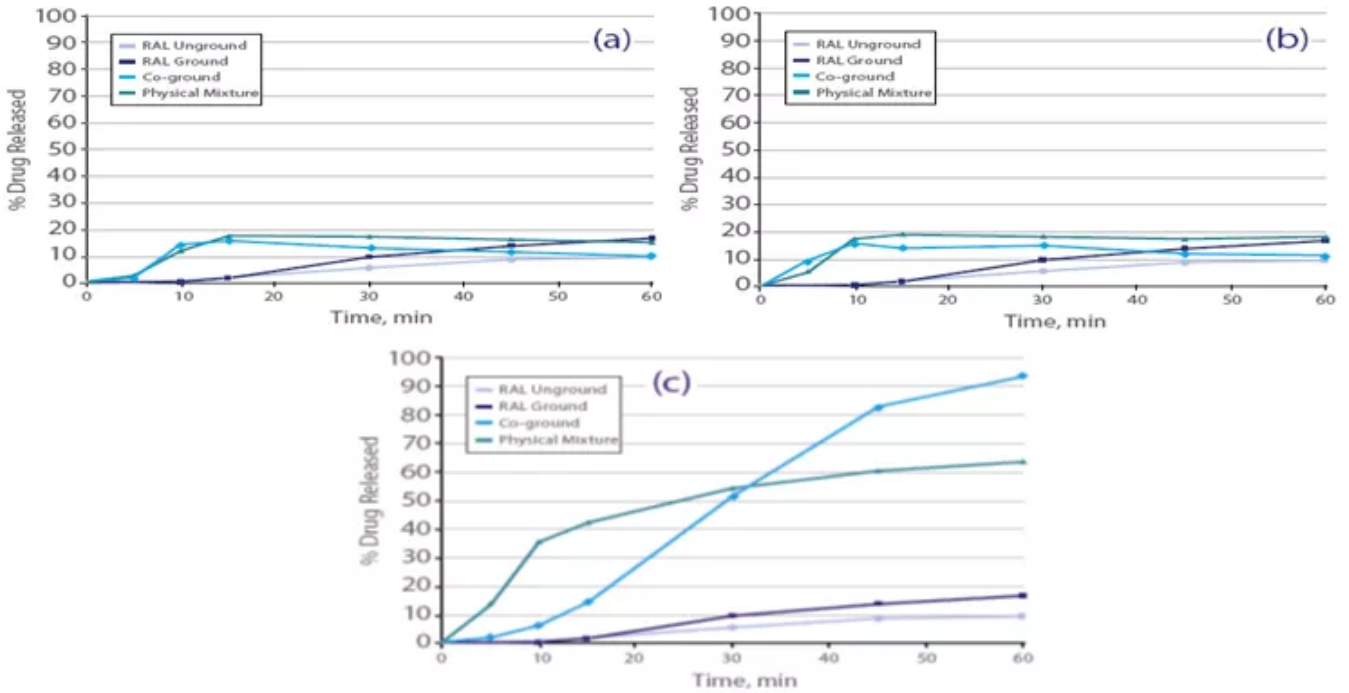 100
90
80
70
60
50
40
30
20
10
0
% Drug Released
RAL Unground
RAL Ground
Co-ground
Physical Mixture
(a)
0 10 20 30 40 50 60
Time, min
100
90
80
70
60
50
40
30
20
10
0
% Drug Released
RAL Unground
RAL Ground
Co-ground
Physical Mixture
(b)
0 10 20 30 40 50 60
Time, min
100
90
80
70
60
50
40
30
20
10
0
% Drug Released
RAL Unground
RAL Ground
Co-ground
Physical Mixture
(c)
0 10 20 30 40 50 60
Time, min